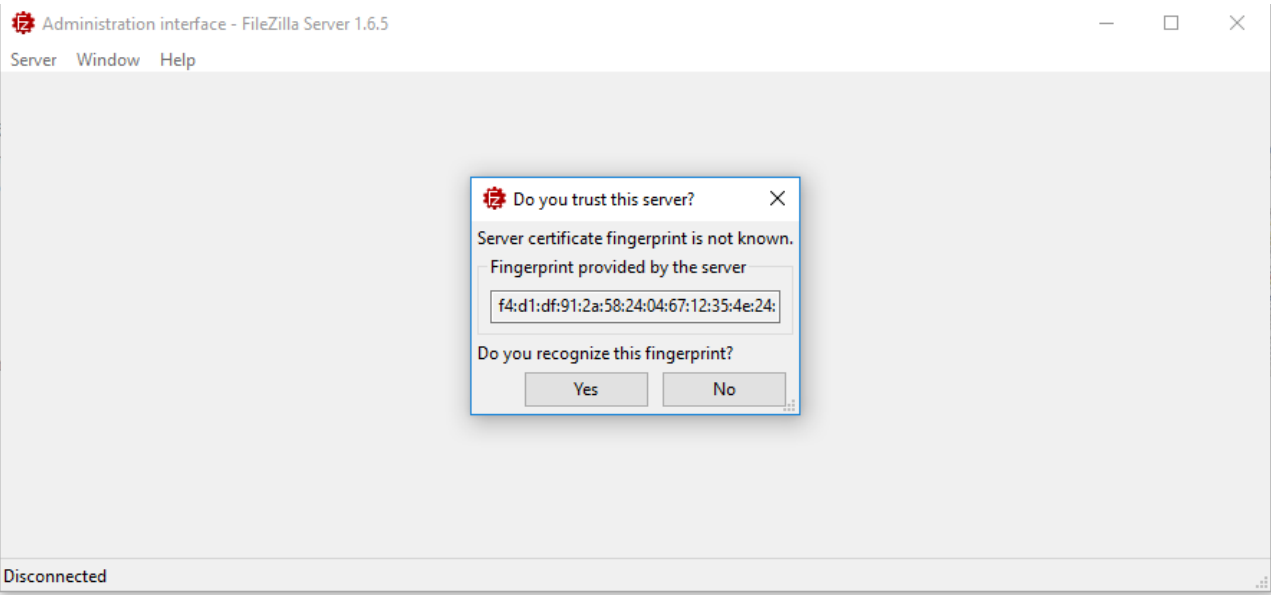 Administration interface - FileZilla Server 1.6.5
Server Window Help
Do you trust this server?
Server certificate fingerprint is not known.
Fingerprint provided by the server
f4:d1:df:91:2a:58:24:04:67:12:35:4e:24:
Do you recognize this fingerprint?
Yes No
Disconnected